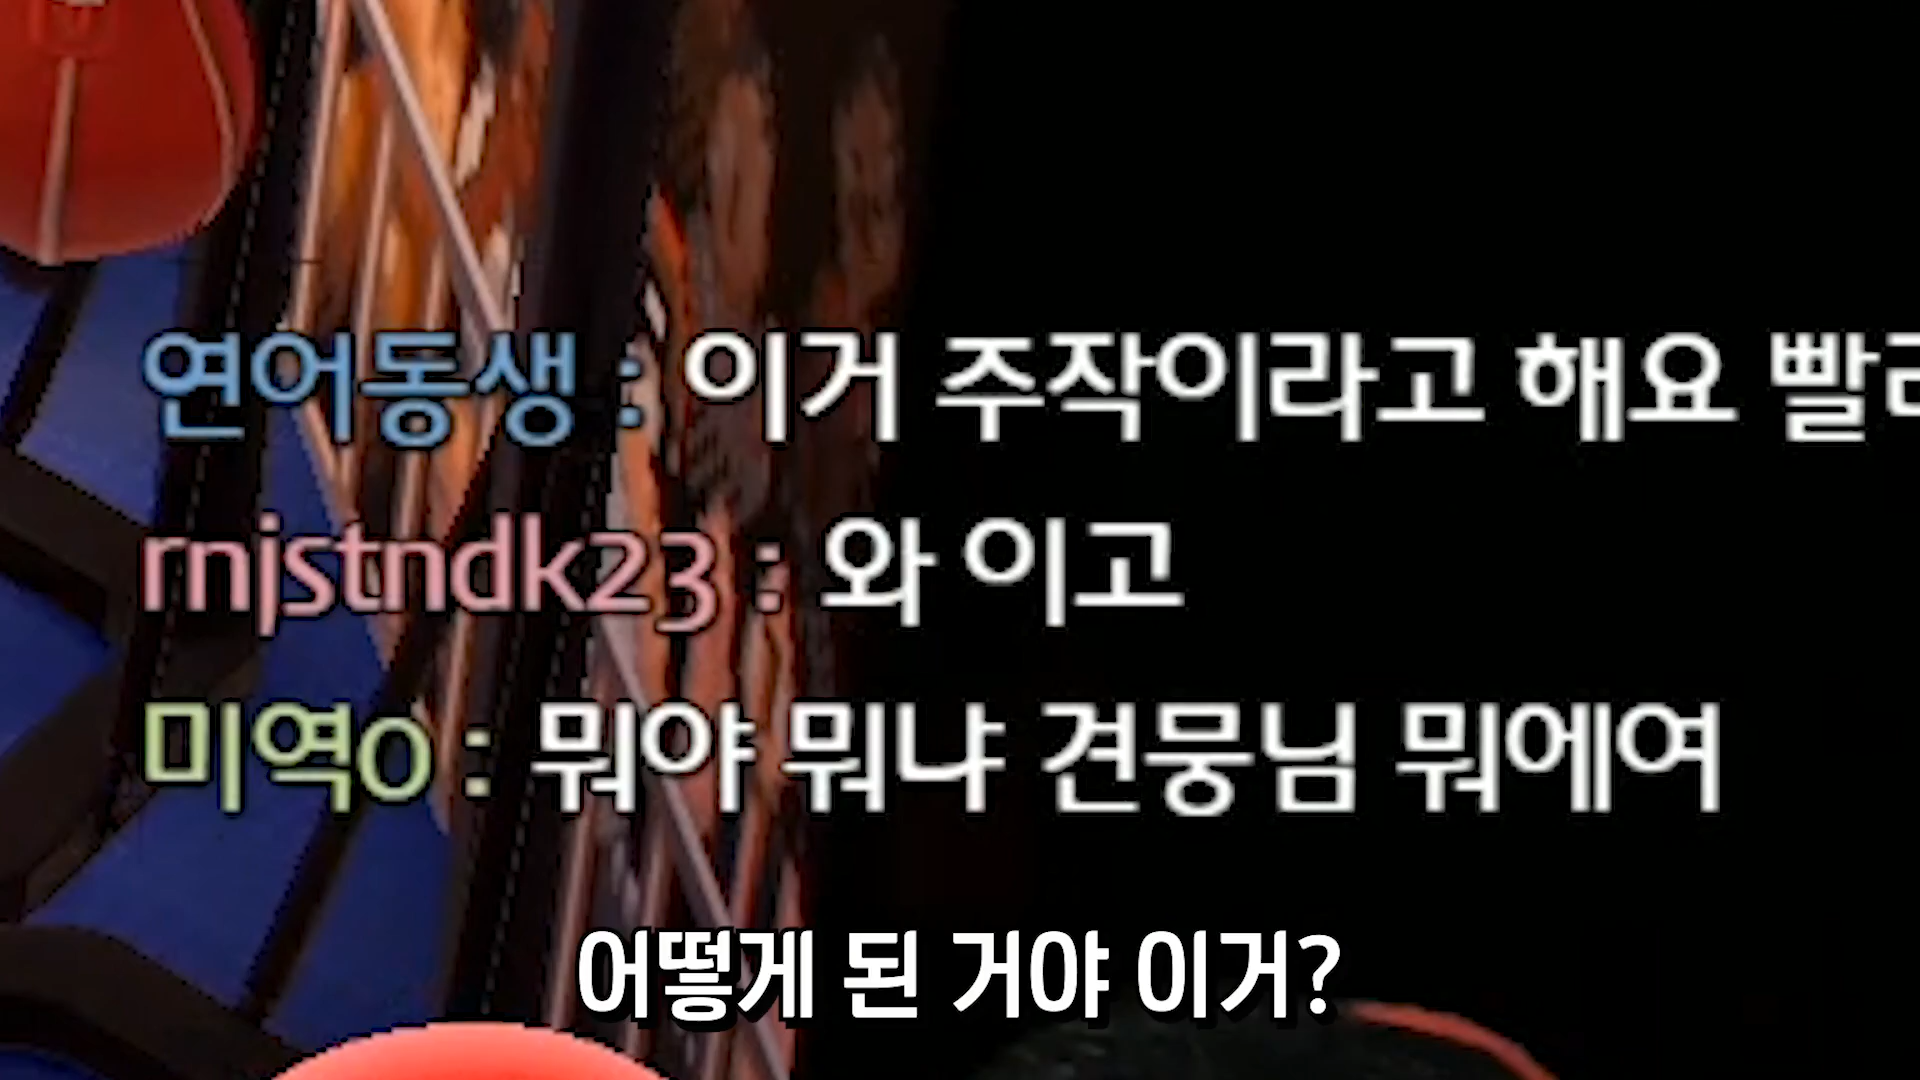 연어동생 : 이거 주작이라고 해요 빨리
rnjstndk23 : 와 이고
미역0 : 뭐야 뭐냐 견뭉님 뭐에여
어떻게 된 거야 이거?